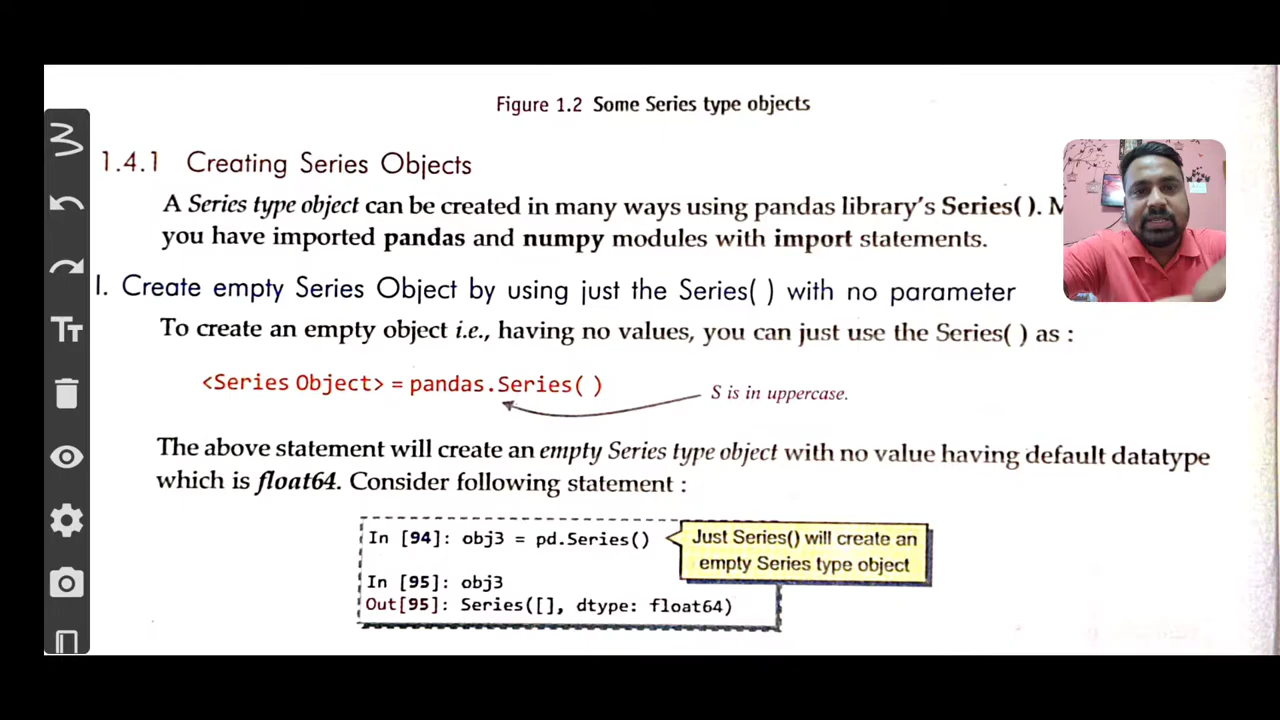 Figure 1.2 Some Series type objects
1.4.1 Creating Series Objects
A Series type object can be created in many ways using pandas library's Series( ).
you have imported pandas and numpy modules with import statements.
I. Create empty Series Object by using just the Series( ) with no parameter
To create an empty object i.e., having no values, you can just use the Series( ) as :
<Series Object> = pandas.Series( )
S is in uppercase.
The above statement will create an empty Series type object with no value having default datatype
which is float64. Consider following statement :
In [94]: obj3 = pd.Series()
Just Series() will create an
empty Series type object
In [95]: obj3
Out[95]: Series([], dtype: float64)